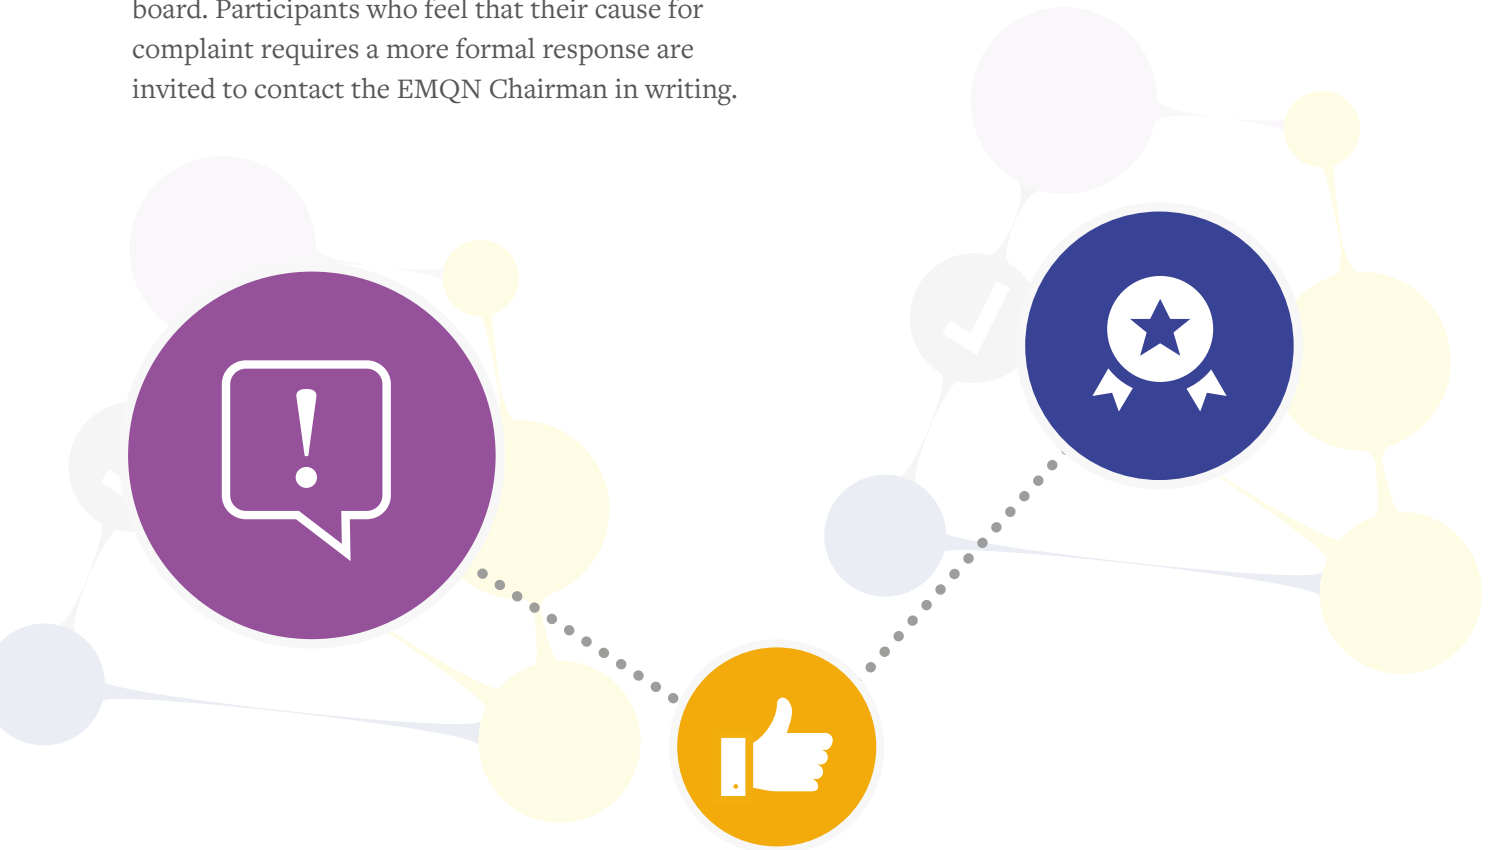 board. Participants who feel that their cause for
complaint requires a more formal response are
invited to contact the EMQN Chairman in writing.